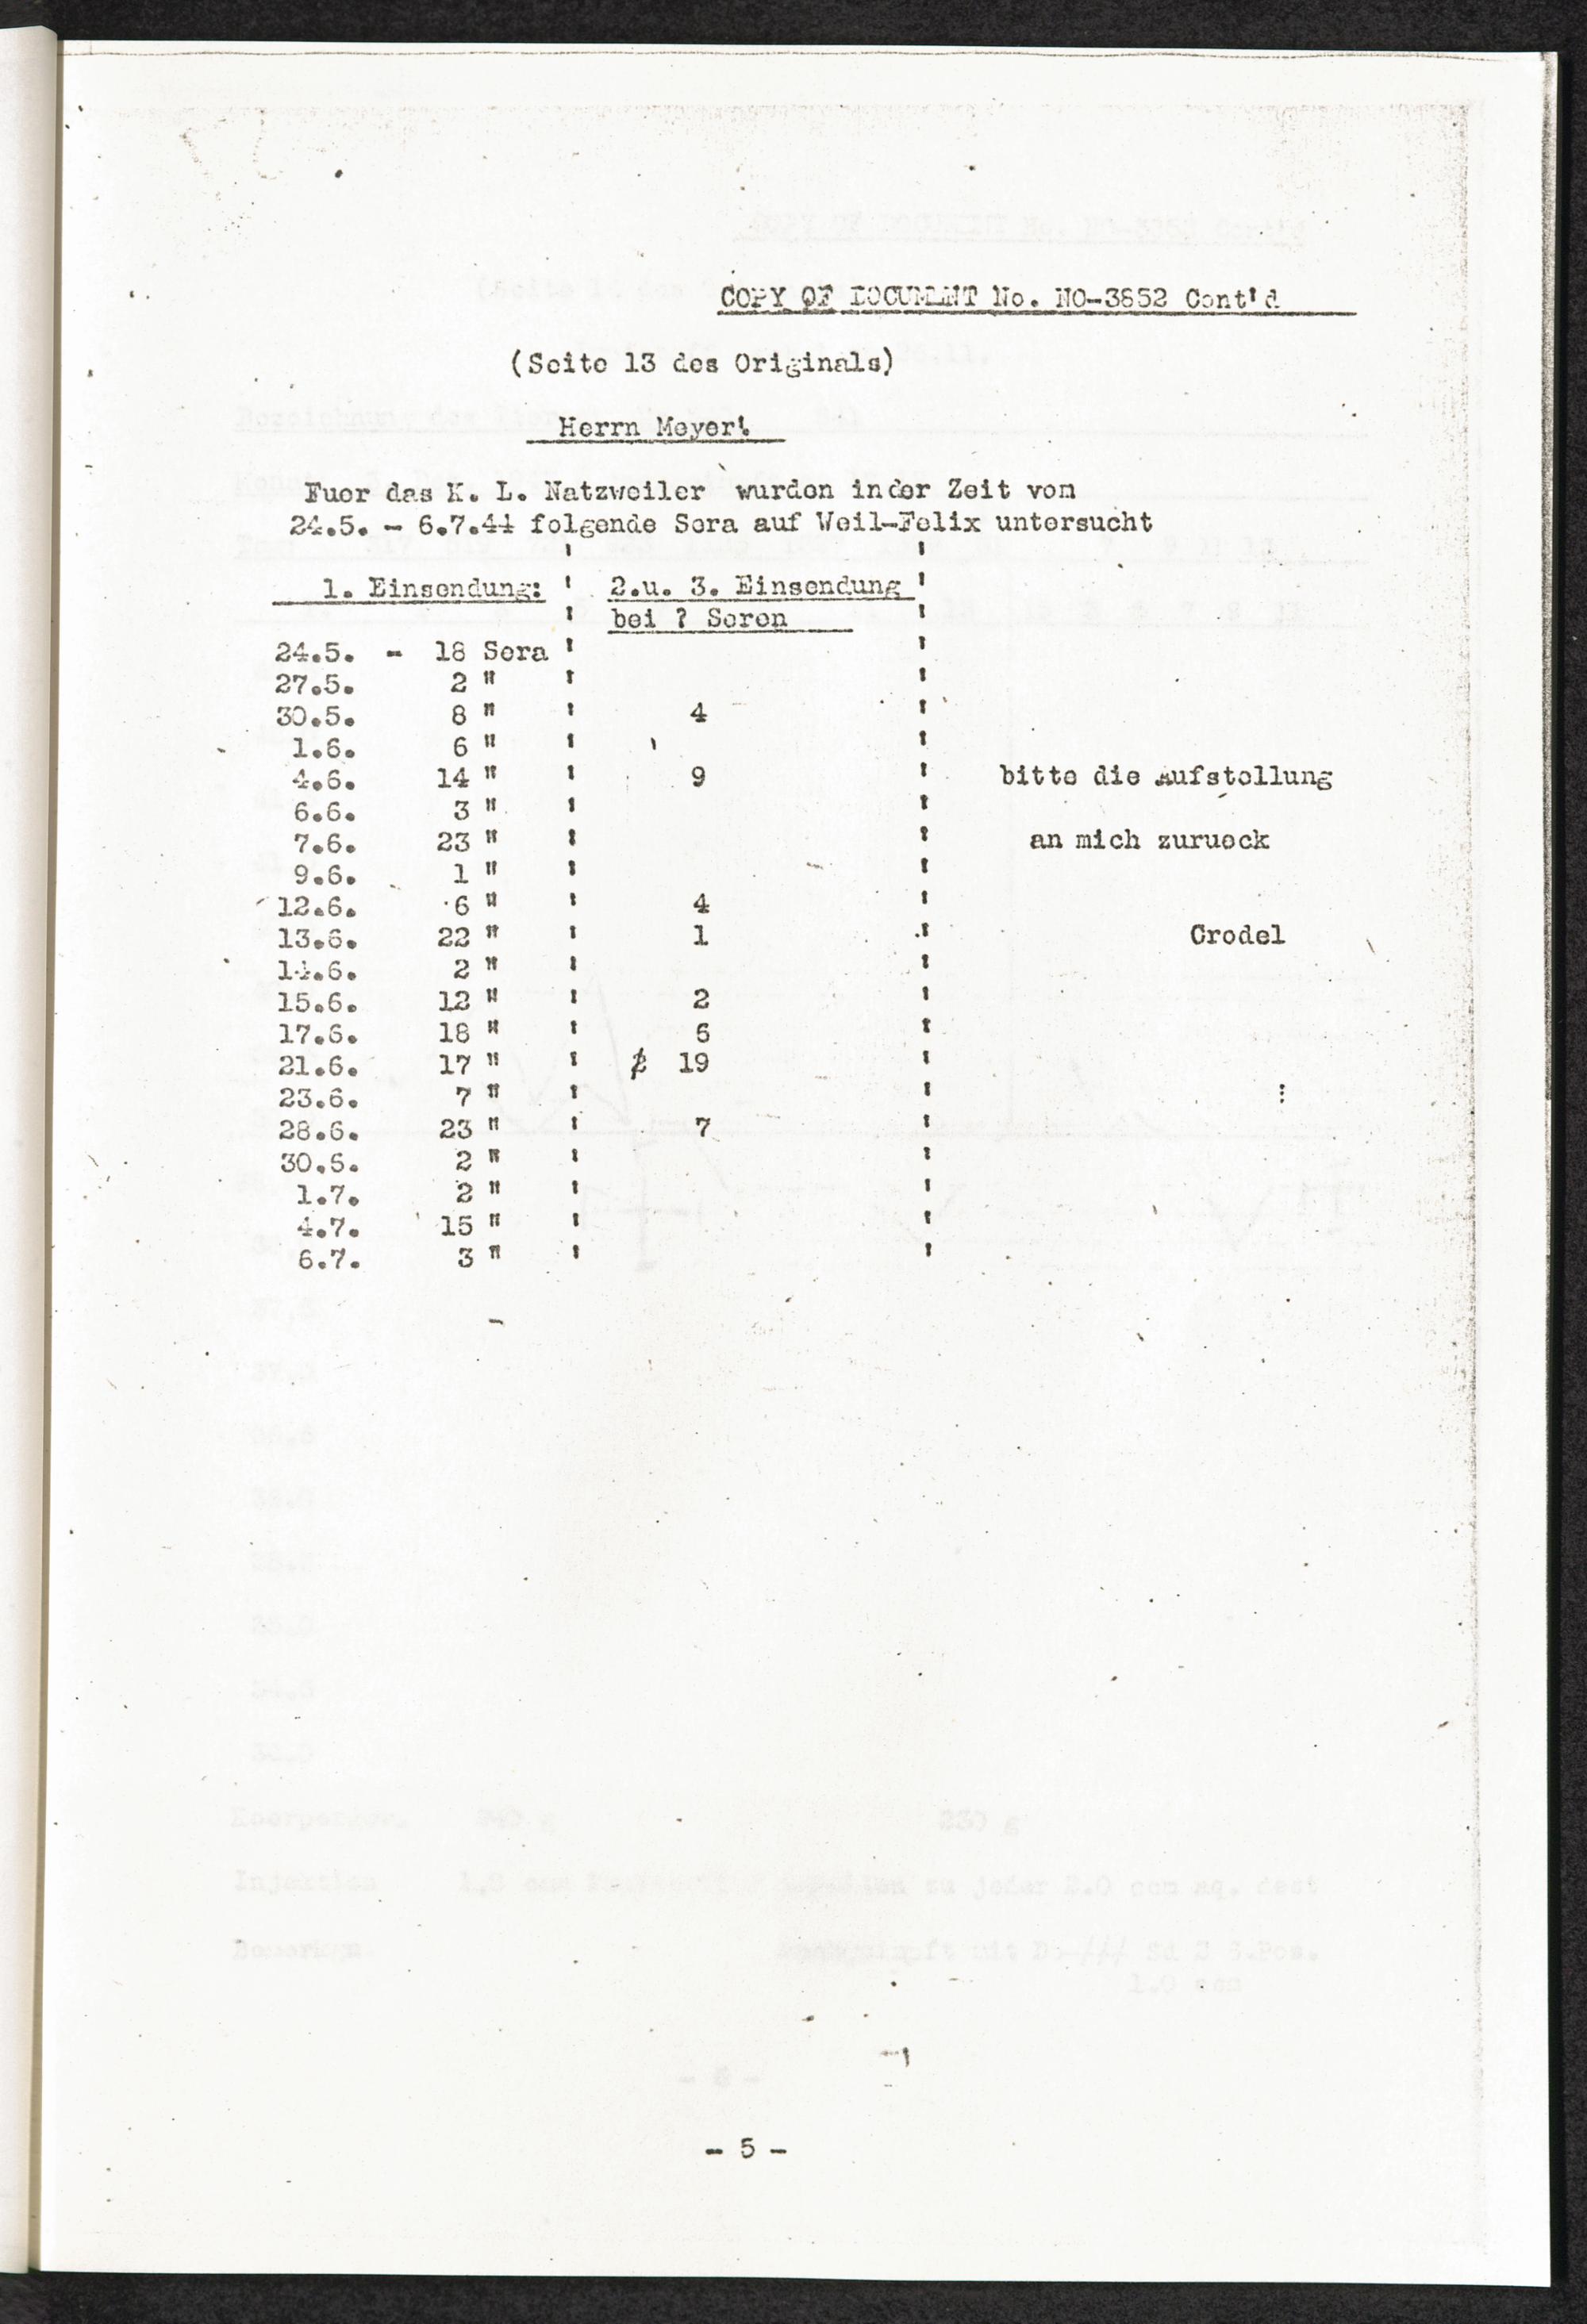 COPY OF DOCUMENT No. NO-3852 Cont'd
(Seite 13 des Originals)
Herrn Meyer!
Fuer das K. L. Natzweiler wurden in der Zeit von
24.5. - 6.7.44 folgende Sera auf Weil-Felix untersucht
1. Einsendung: ' 2.u. 3. Einsendung '
' bei ? Seren '
24.5. - 18 Sera ' '
27.5. 2 " ' '
30.5. 8 " ' 4 '
1.6. 6 " ' '
4.6. 14 " ' 9 ' bitte die Aufstellung
6.6. 3 " ' '
7.6. 23 " ' ' an mich zurueck
9.6. 1 " ' '
12.6. 6 " ' 4 '
13.6. 22 " ' 1 ' Crodel
14.6. 2 " ' '
15.6. 12 " ' 2 '
17.6. 18 " ' 6 '
21.6. 17 " ' 19 '
23.6. 7 " ' '
28.6. 23 " ' 7 '
30.6. 2 " ' '
1.7. 2 " ' '
4.7. 15 " ' '
6.7. 3 " ' '
- 5 -